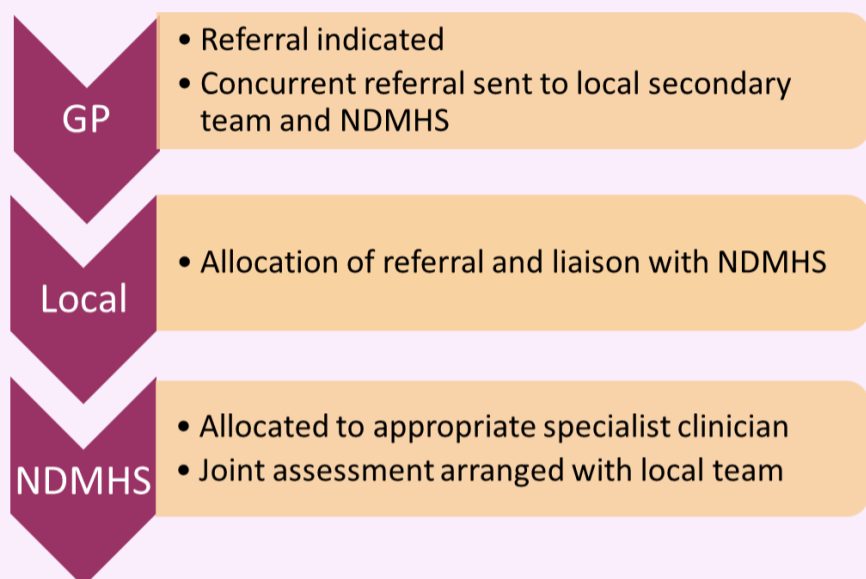 GP
• Referral indicated
• Concurrent referral sent to local secondary
team and NDMHS
Local
• Allocation of referral and liaison with NDMHS
NDMHS
• Allocated to appropriate specialist clinician
• Joint assessment arranged with local team